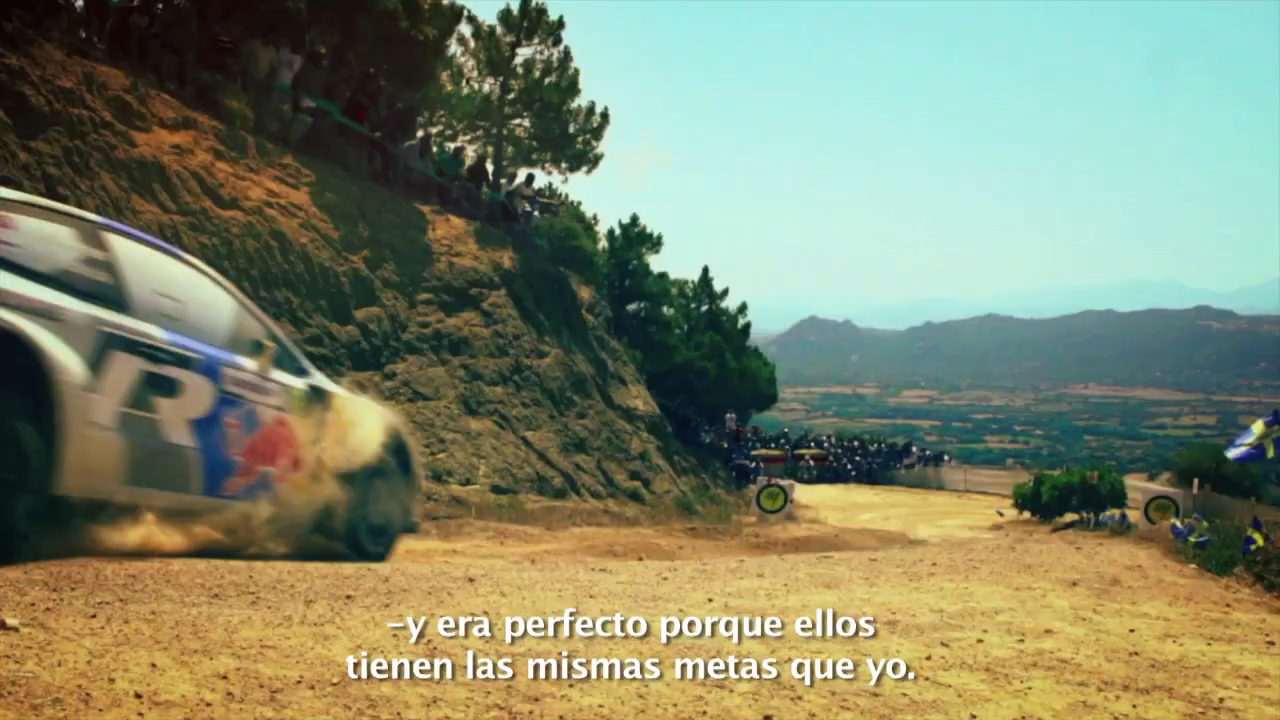 R
–y era perfecto porque ellos
tienen las mismas metas que yo.